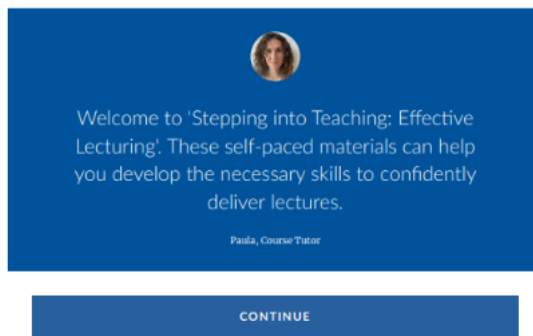 Welcome to 'Stepping into Teaching: Effective
Lecturing'. These self-paced materials can help
you develop the necessary skills to confidently
deliver lectures.
Paula, Course Tutor
CONTINUE